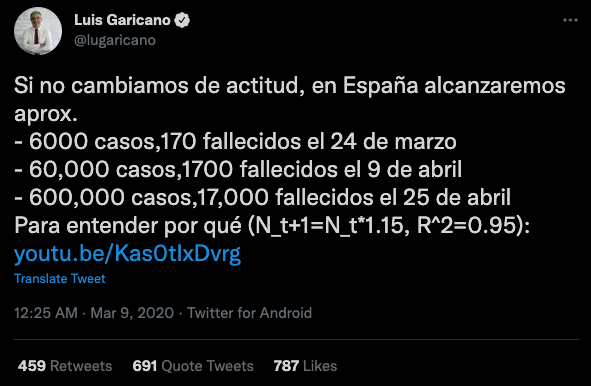 Luis Garicano
@lugaricano
Si no cambiamos de actitud, en España alcanzaremos
aprox.
- 6000 casos,170 fallecidos el 24 de marzo
- 60,000 casos,1700 fallecidos el 9 de abril
- 600,000 casos,17,000 fallecidos el 25 de abril
Para entender por qué (N_t+1=N_t*1.15, R^2=0.95):
youtu.be/Kas0tIxDvrg
Translate Tweet
12:25 AM · Mar 9, 2020 · Twitter for Android
459 Retweets 691 Quote Tweets 787 Likes